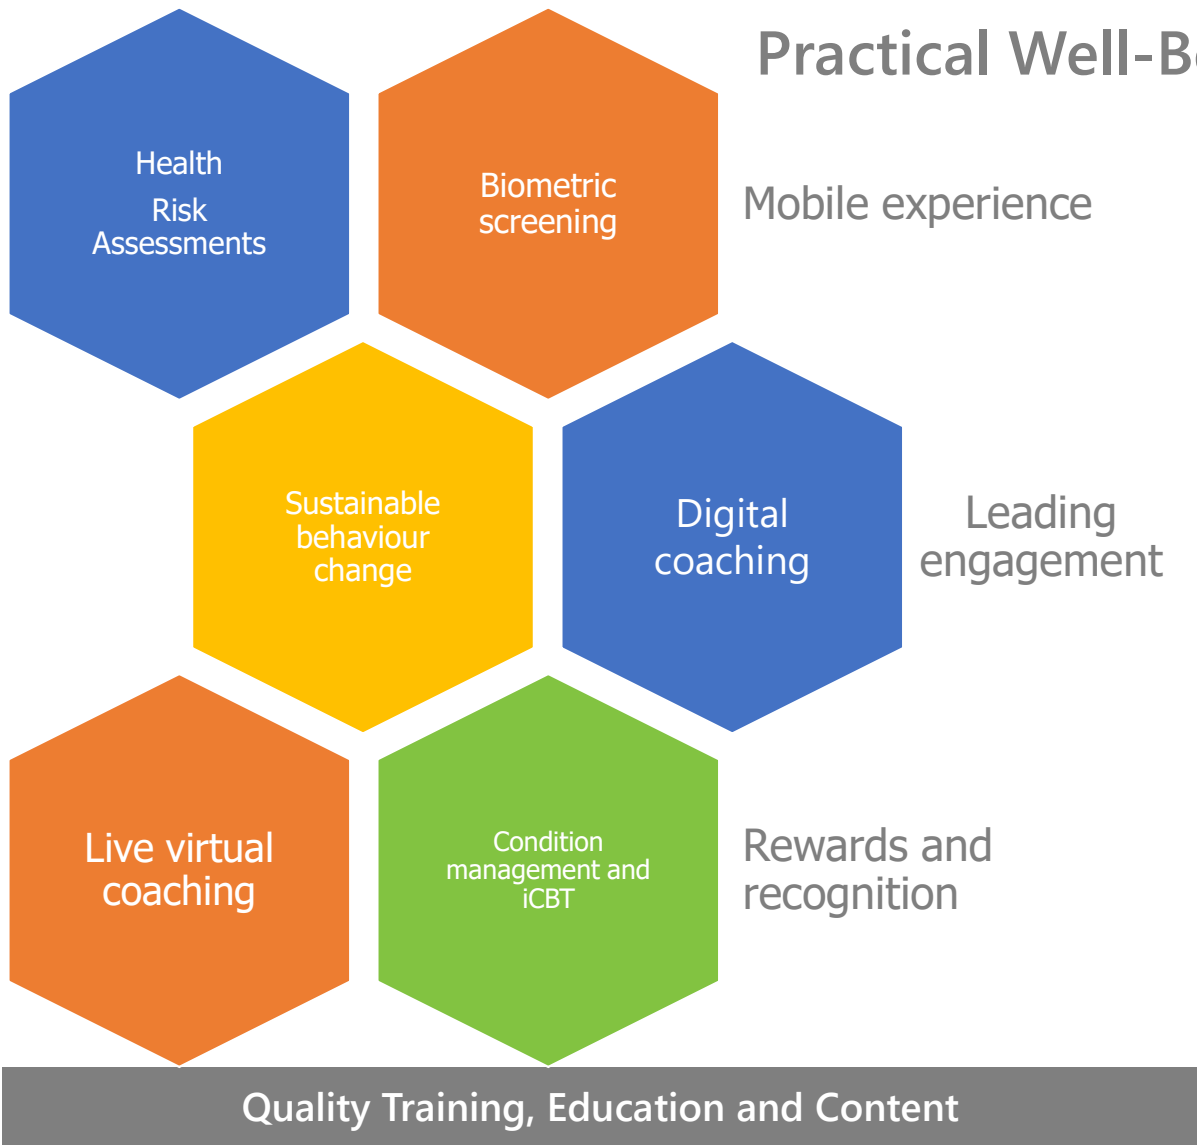 Practical Well-B
Health
Risk
Assessments
Biometric
screening
Mobile experience
Sustainable
behaviour
change
Digital
coaching
Leading
engagement
Live virtual
coaching
Condition
management and
iCBT
Rewards and
recognition
Quality Training, Education and Content